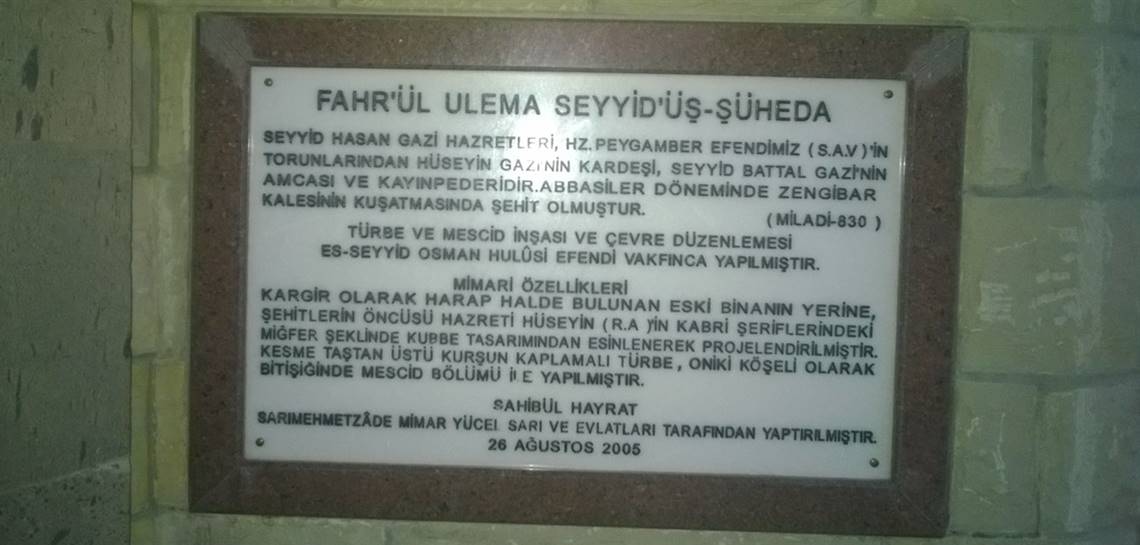 FAHR'ÜL ULEMA SEYYİD'ÜŞ-ŞÜHEDA
SEYYİD HASAN GAZİ HAZRETLERİ, HZ.PEYGAMBER EFENDİMİZ (S.A.V)'İN
TORUNLARINDAN HÜSEYİN GAZİ'NİN KARDEŞİ, SEYYİD BATTAL GAZİ'NİN
AMCASI VE KAYINPEDERİDİR.ABBASİLER DÖNEMİNDE ZENGİBAR
KALESİNİN KUŞATMASINDA ŞEHİT OLMUŞTUR.
(MİLADİ-830)
TÜRBE VE MESCİD İNŞASI VE ÇEVRE DÜZENLEMESİ
ES-SEYYİD OSMAN HULÛSİ EFENDİ VAKFINCA YAPILMIŞTIR.
MİMARİ ÖZELLİKLERİ
KARGİR OLARAK HARAP HALDE BULUNAN ESKİ BİNANIN YERİNE,
ŞEHİTLERİN ÖNCÜSÜ HAZRETİ HÜSEYİN (R.A)'İN KABRİ ŞERİFLERİNDEKİ
MİĞFER ŞEKLİNDE KUBBE TASARIMINDAN ESİNLENEREK PROJELENDİRİLMİŞTİR.
KESME TAŞTAN ÜSTÜ KURŞUN KAPLAMALI TÜRBE, ONİKİ KÖŞELİ OLARAK
BİTİŞİĞİNDE MESCİD BÖLÜMÜ İLE YAPILMIŞTIR.
SAHİBÜL HAYRAT
SARIMEHMETZÂDE MİMAR YÜCEL SARI VE EVLATLARI TARAFINDAN YAPTIRILMIŞTIR.
26 AĞUSTOS 2005